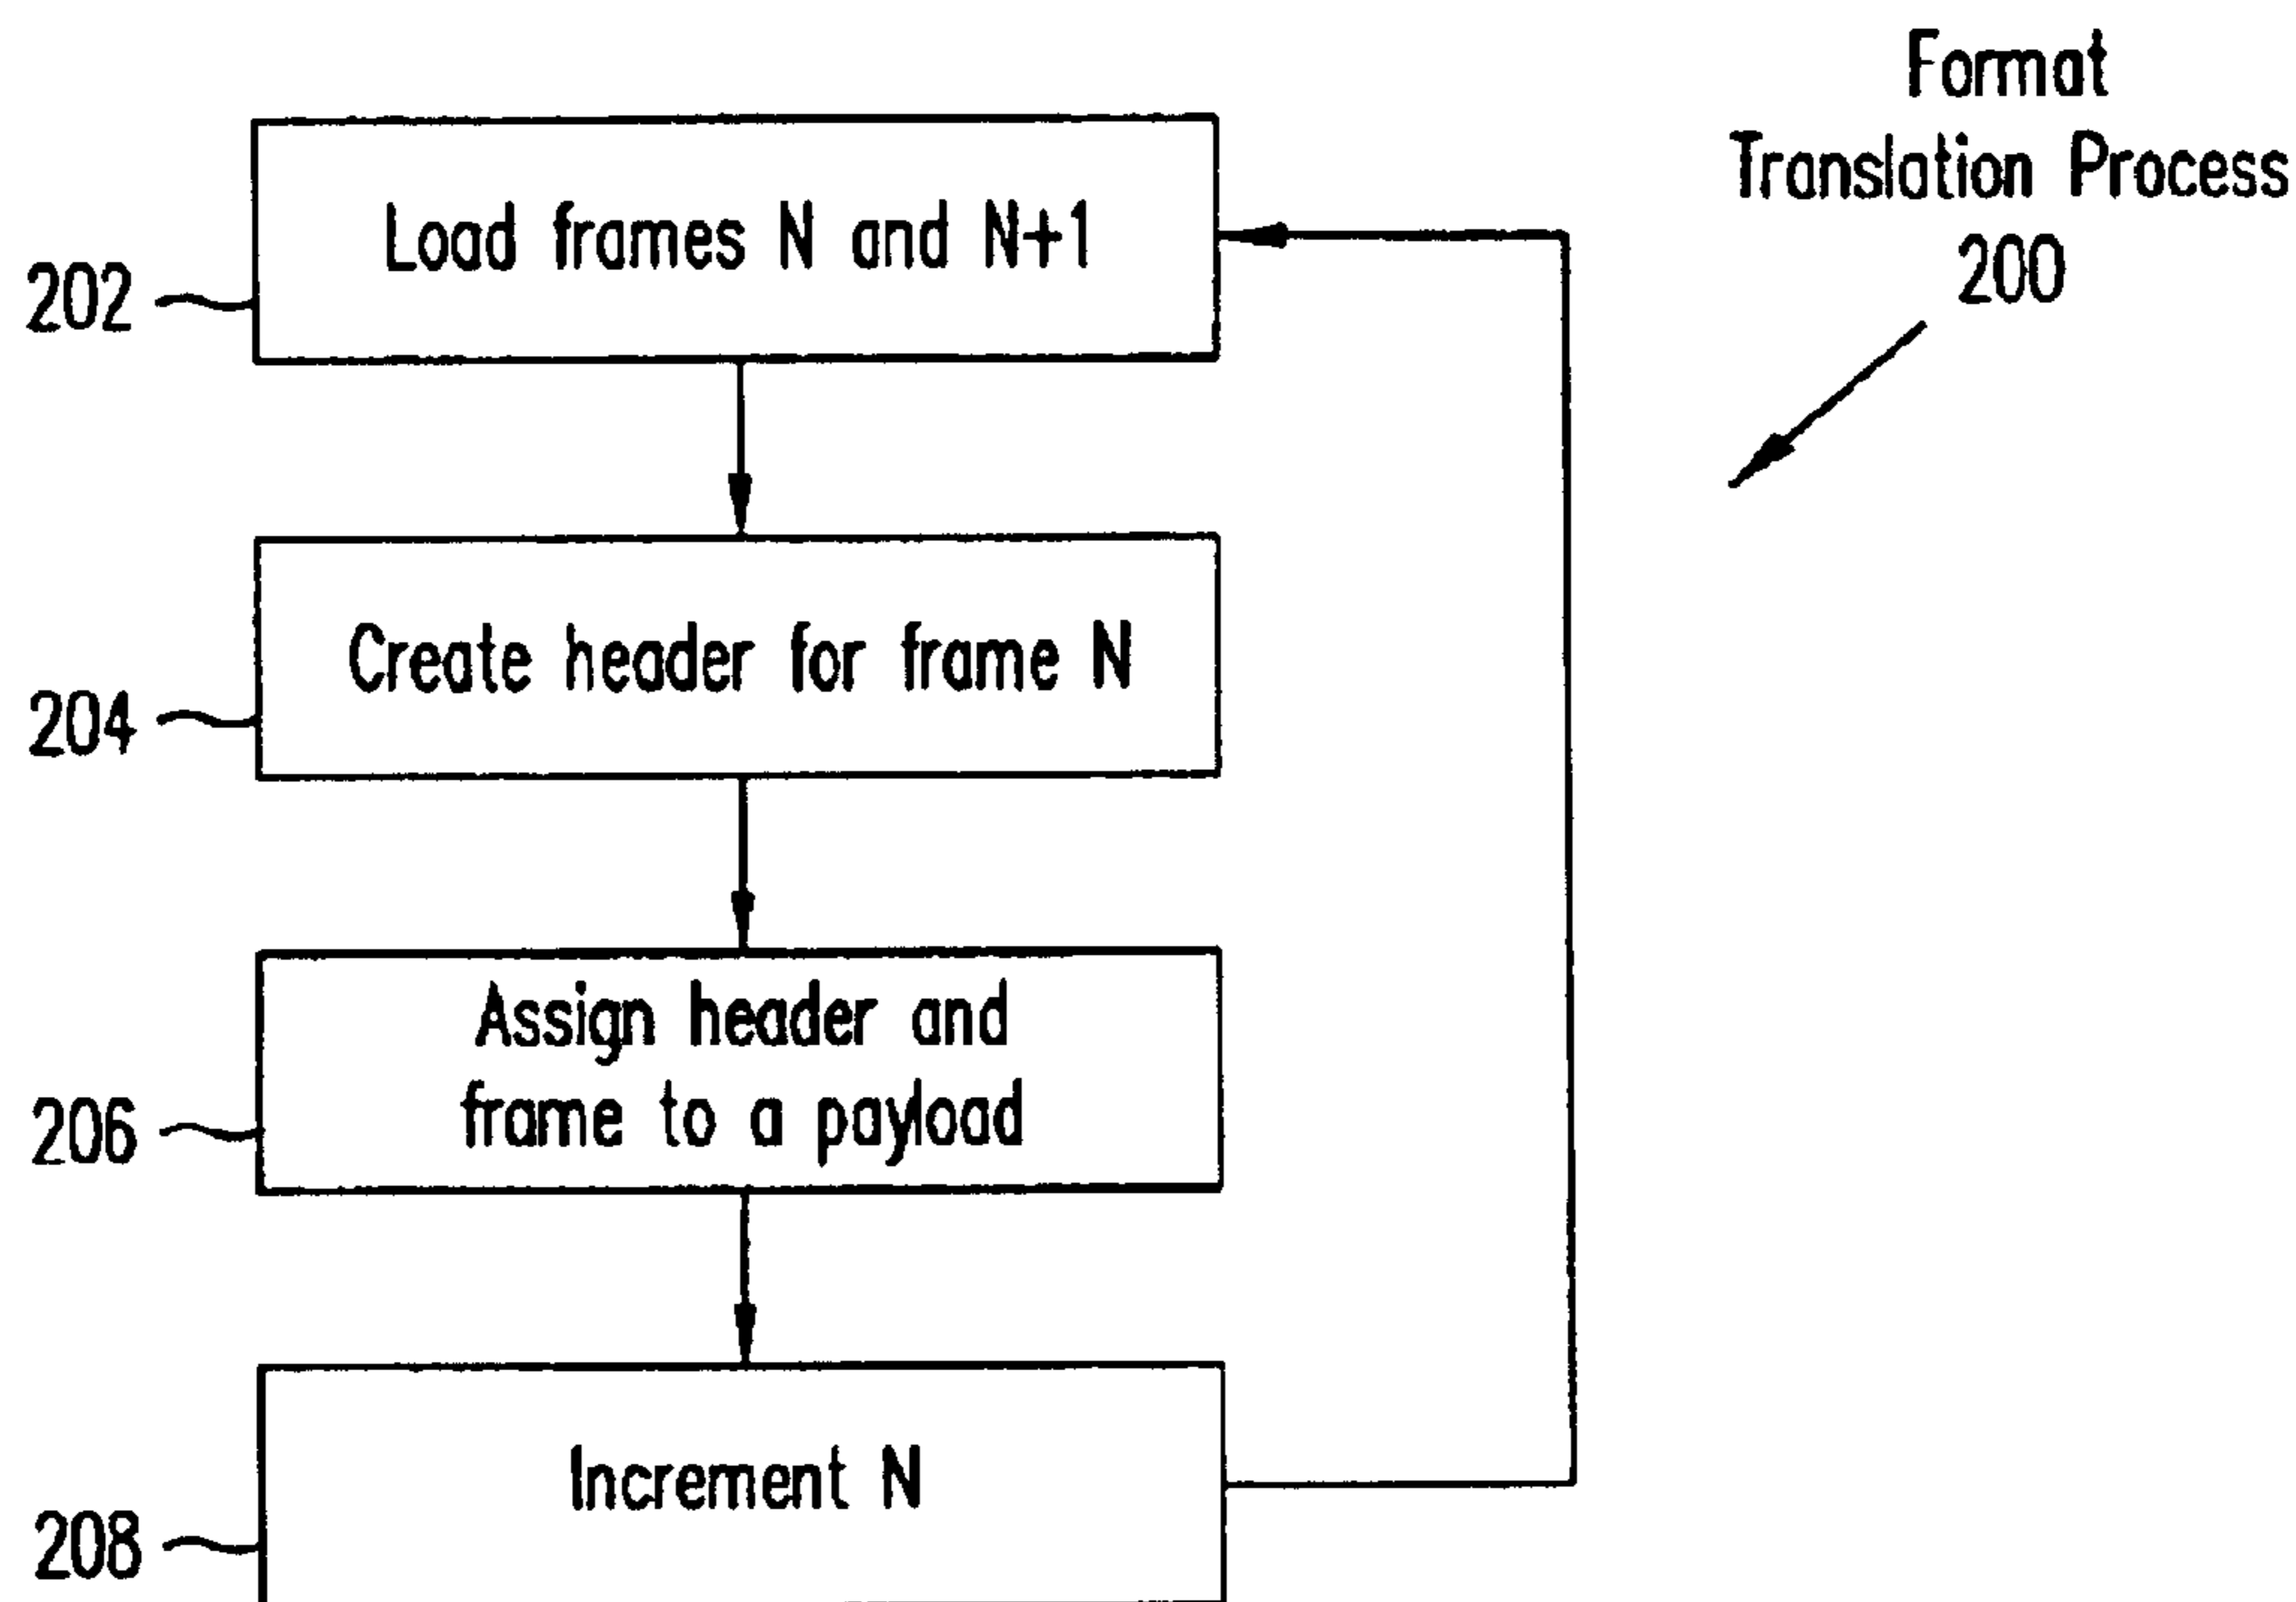 Format
Translation Process
200
Load frames N and N+1
202
Create header for frame N
204
Assign header and
frame to a payload
206
Increment N
208